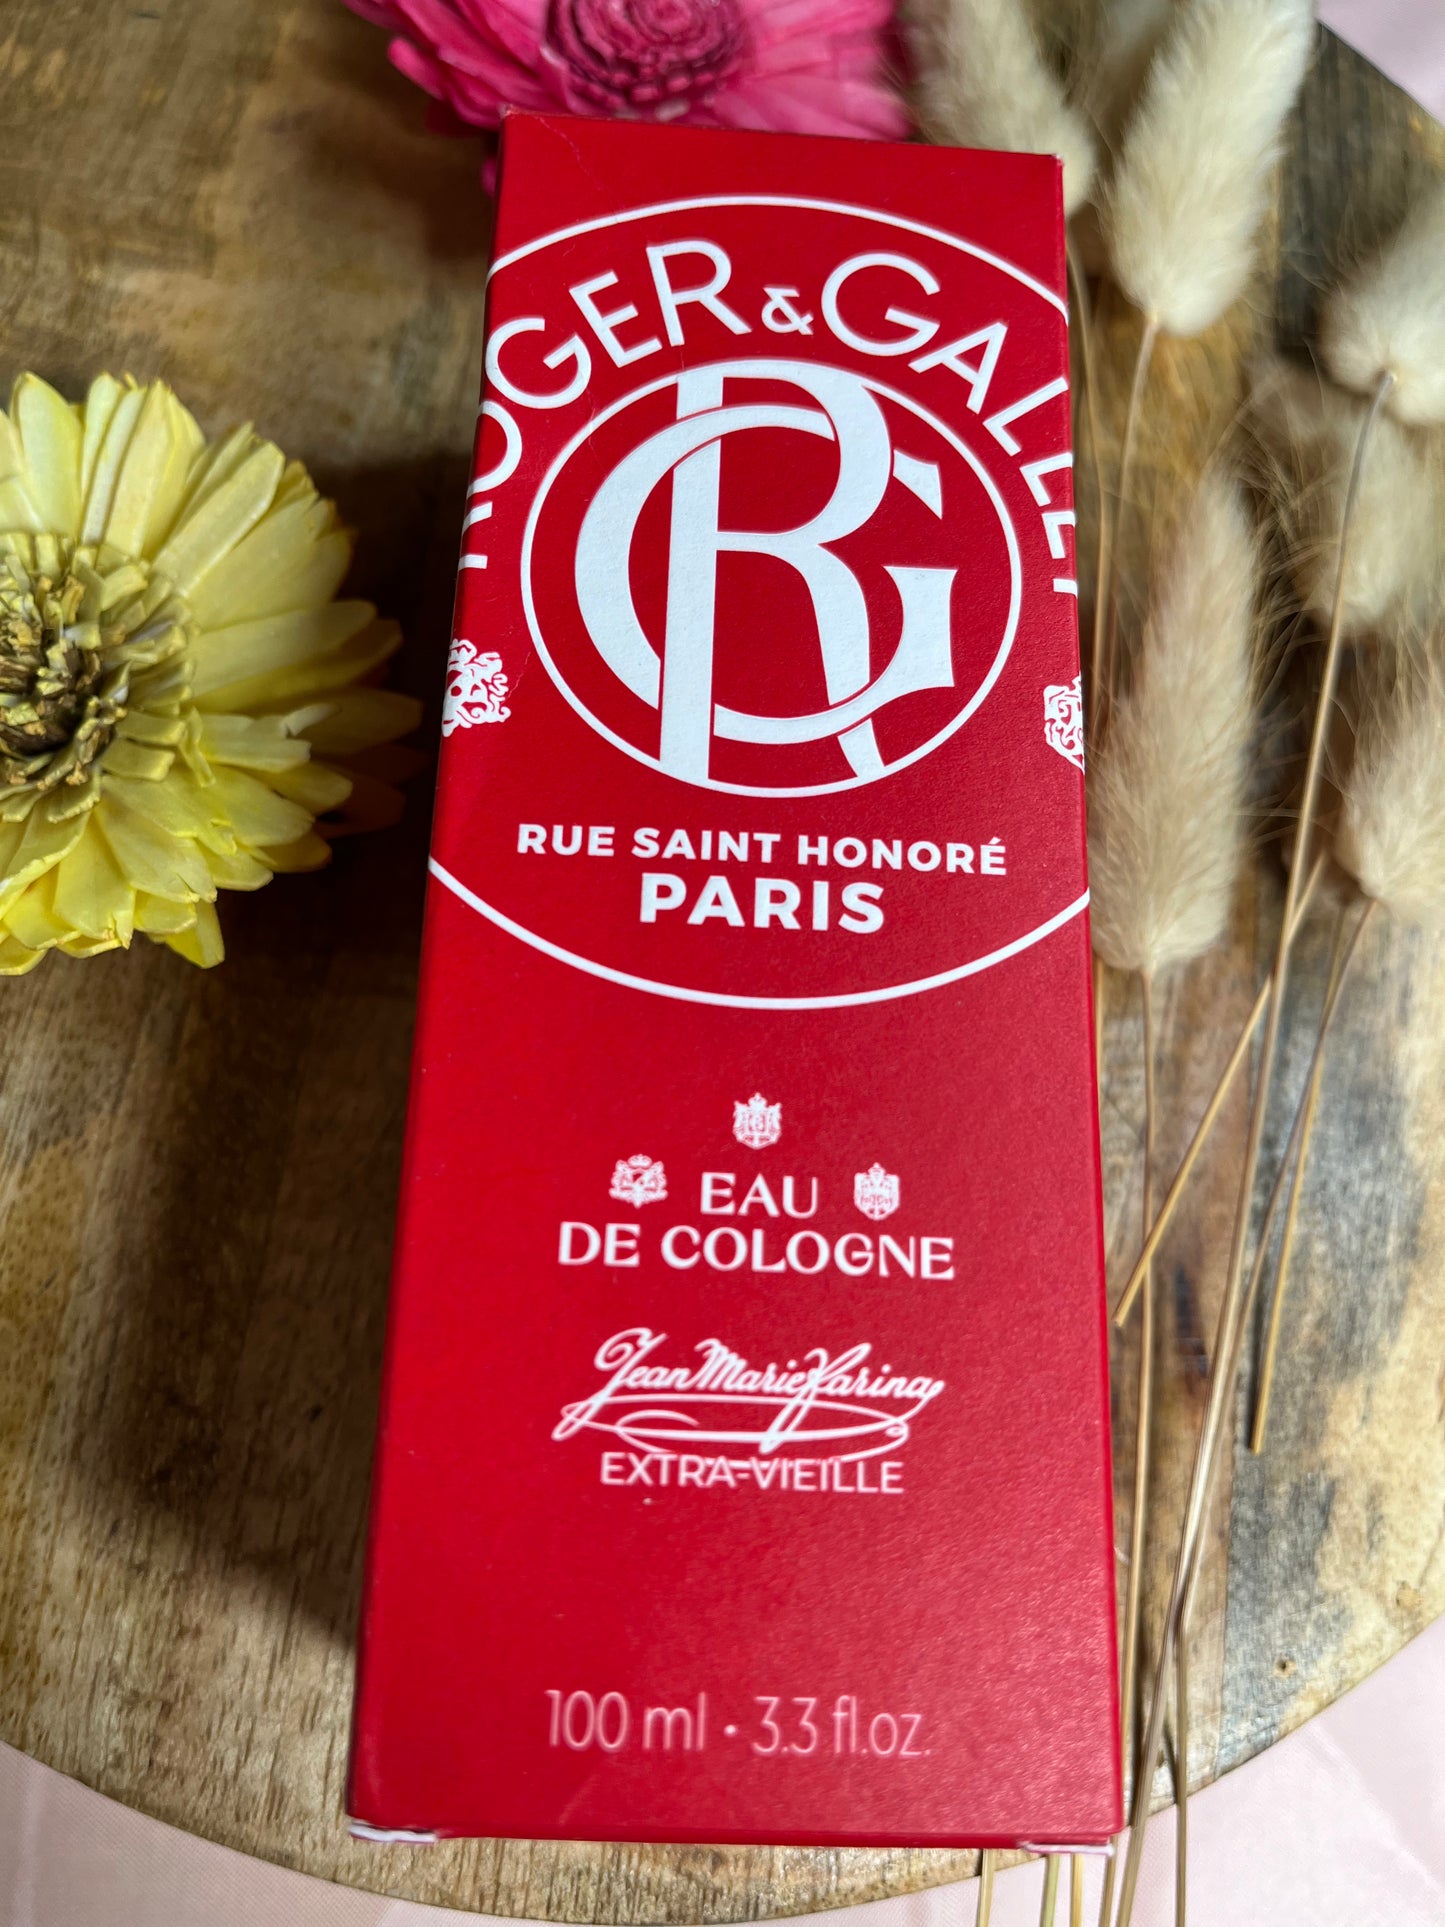 ROGER & GALLET
RG
RUE SAINT HONORÉ
PARIS
EAU
DE COLOGNE
Jean Marie Farina
EXTRA-VIEILLE
100 ml • 3.3 fl.oz.